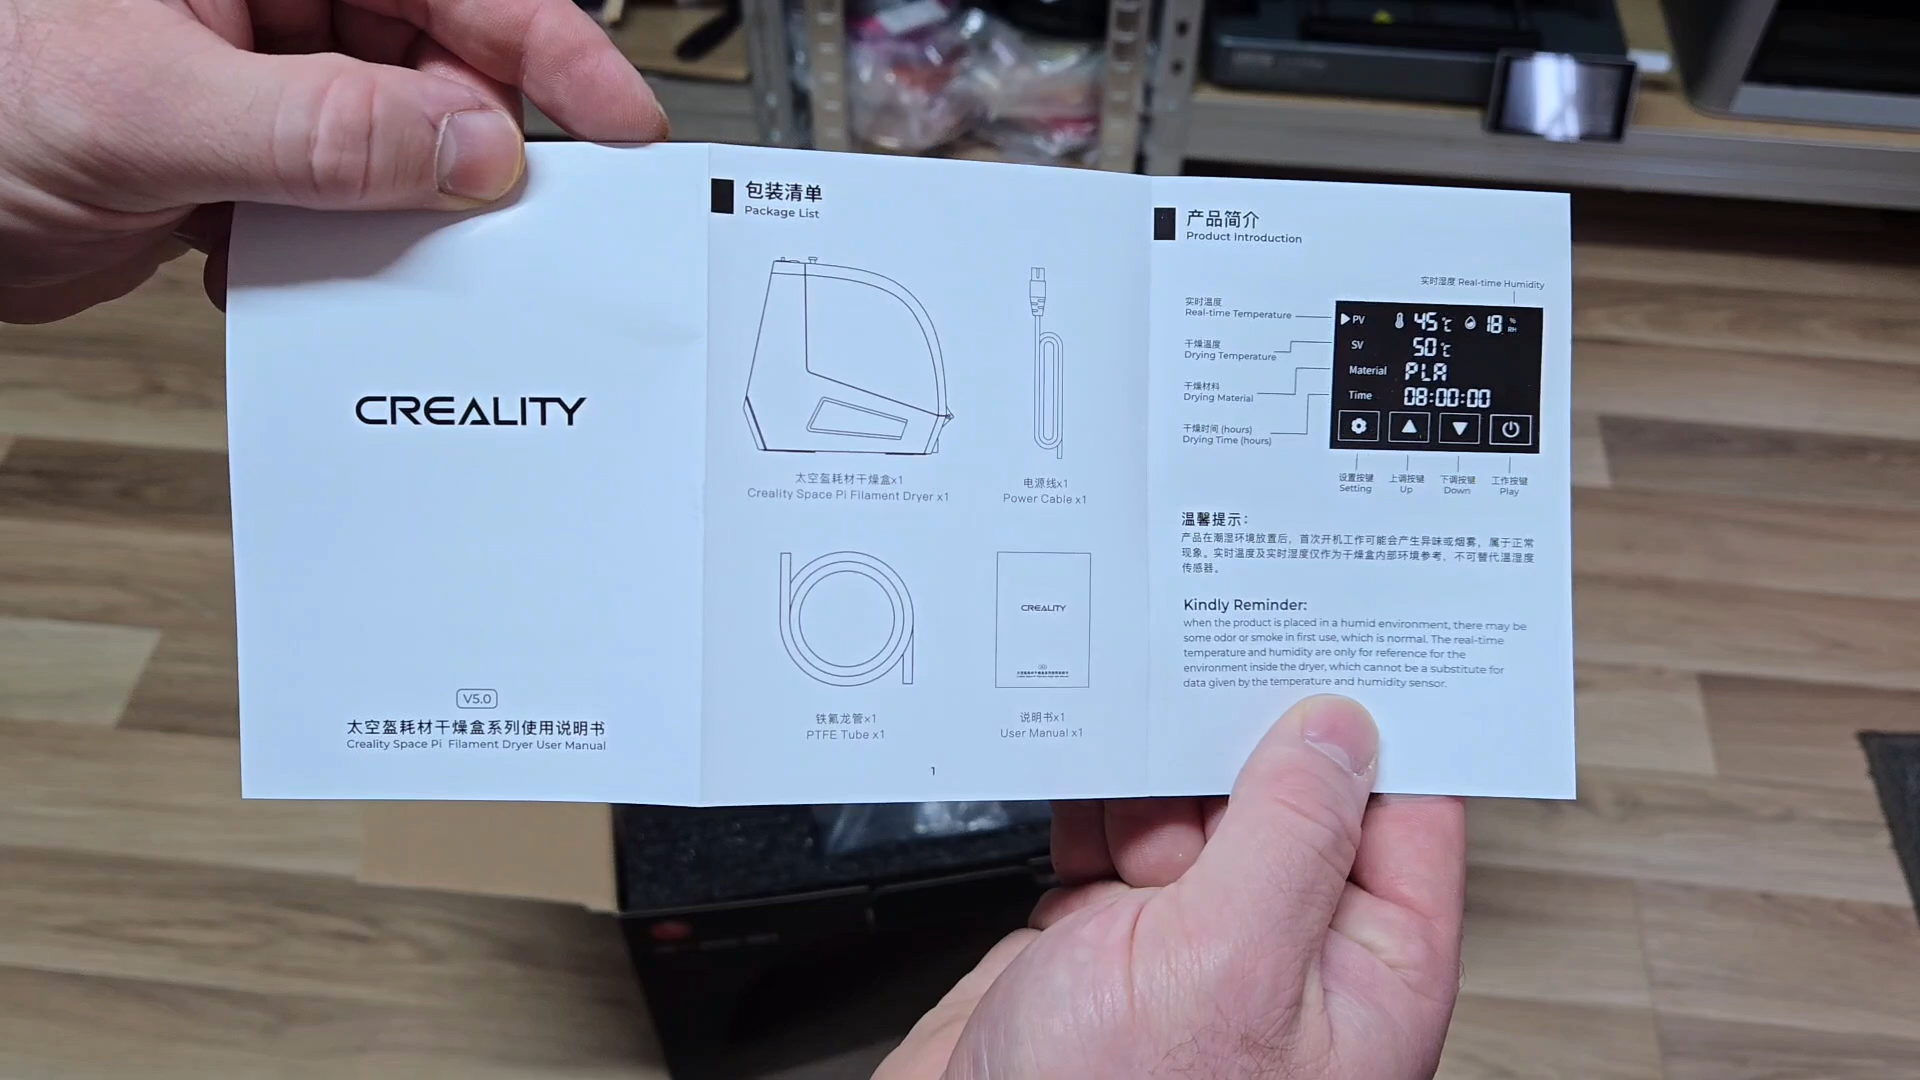 CREALITY
V5.0
太空盔耗材干燥盒系列使用说明书
Creality Space Pi Filament Dryer User Manual
包装清单
Package List
太空盔耗材干燥盒x1
Creality Space Pi Filament Dryer x1
电源线x1
Power Cable x1
CREALITY
铁氟龙管x1
PTFE Tube x1
说明书x1
User Manual x1
1
产品简介
Product Introduction
实时湿度 Real-time Humidity
实时温度
Real-time Temperature
干燥温度
Drying Temperature
干燥材料
Drying Material
干燥时间 (hours)
Drying Time (hours)
PV 45℃ 18 % RH
SV 50℃
Material PLA
Time 08:00:00
设置按键 上调按键 下调按键 工作按键
Setting Up Down Play
温馨提示：
产品在潮湿环境放置后，首次开机工作可能会产生异味或烟雾，属于正常
现象。实时温度及实时湿度仅作为干燥盒内部环境参考，不可替代温湿度
传感器。
Kindly Reminder:
when the product is placed in a humid environment, there may be
some odor or smoke in first use, which is normal. The real-time
temperature and humidity are only for reference for the
environment inside the dryer, which cannot be a substitute for
data given by the temperature and humidity sensor.